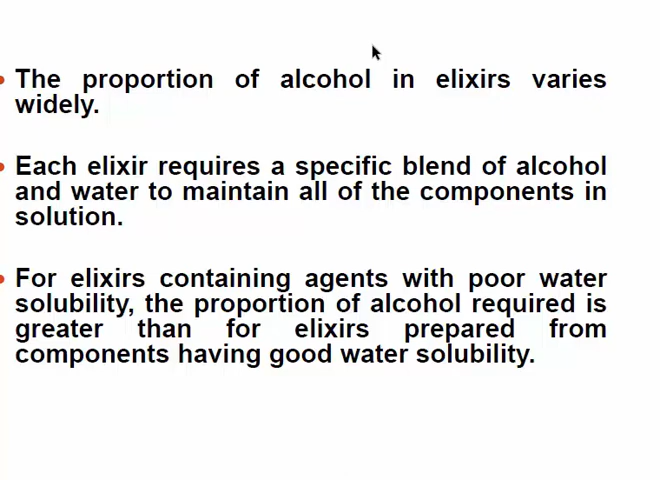 The proportion of alcohol in elixirs varies
widely.
Each elixir requires a specific blend of alcohol
and water to maintain all of the components in
solution.
For elixirs containing agents with poor water
solubility, the proportion of alcohol required is
greater than for elixirs prepared from
components having good water solubility.